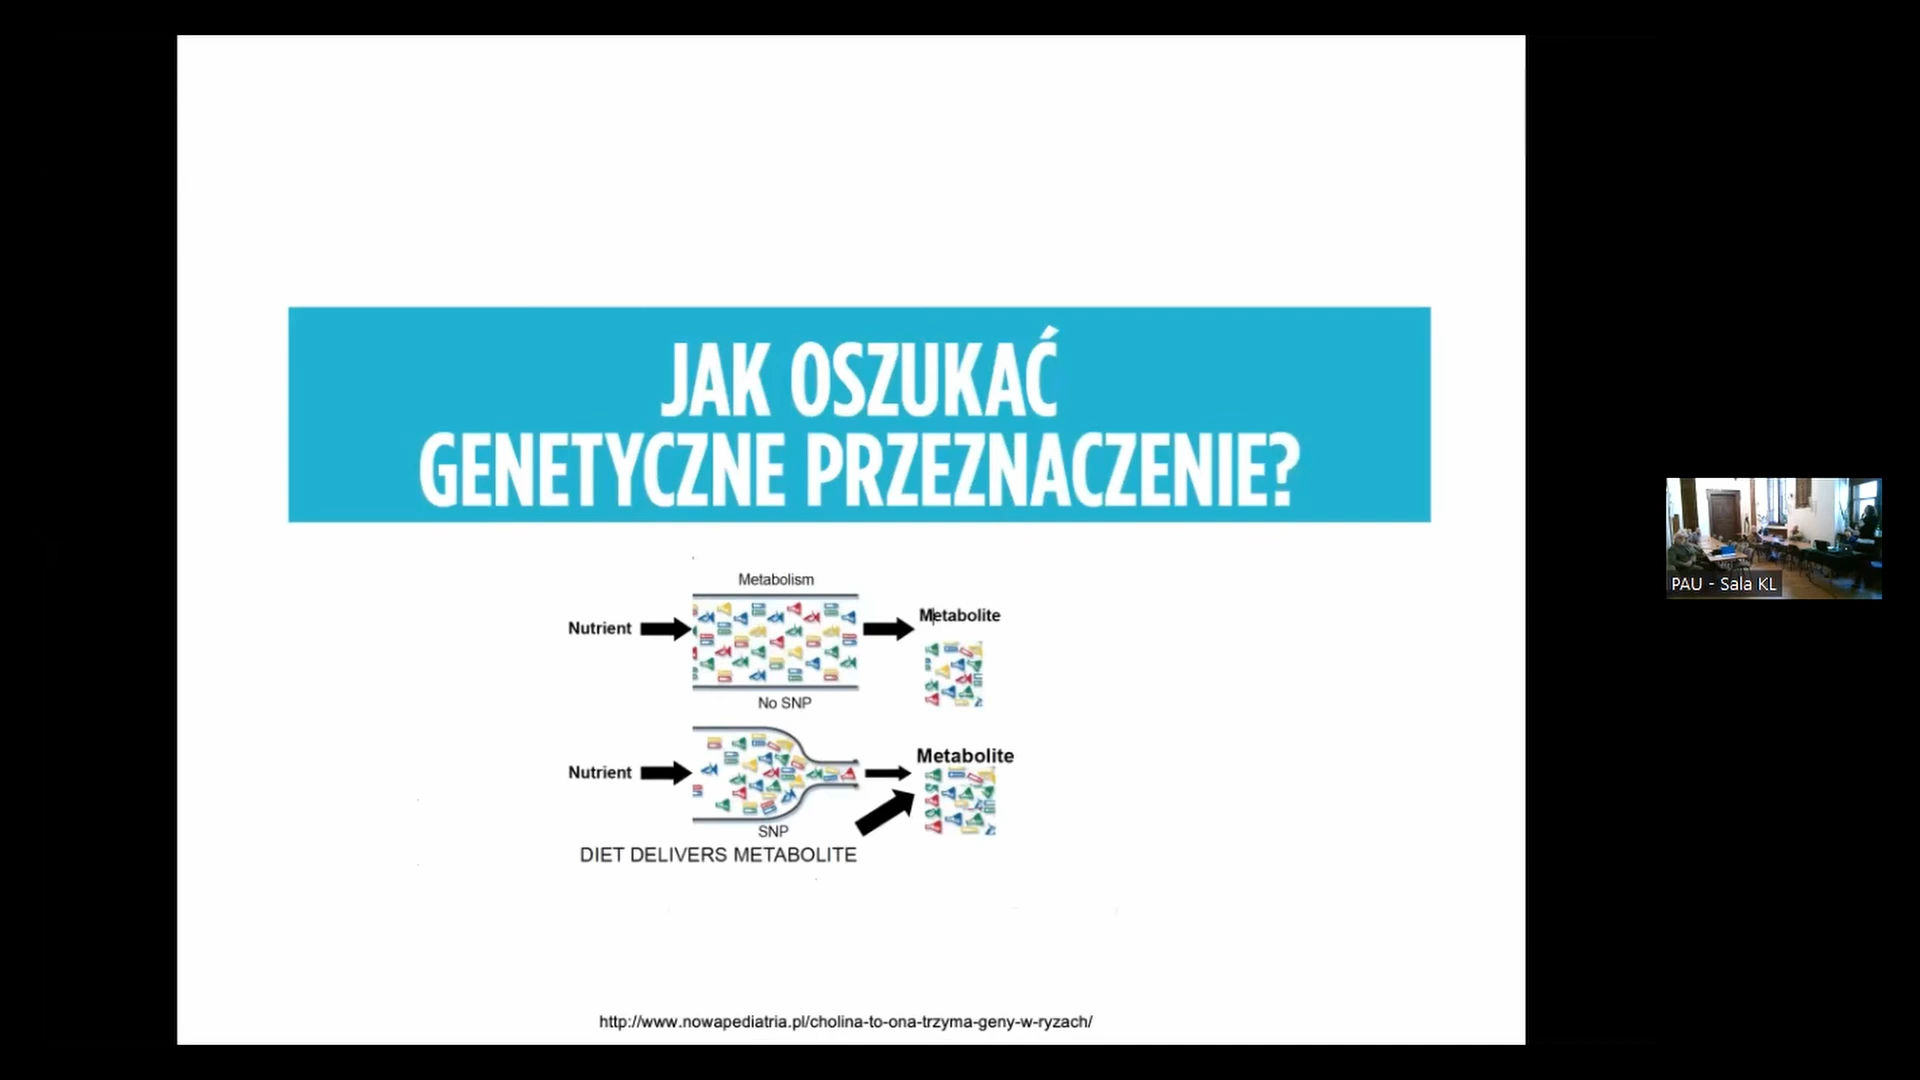 JAK OSZUKAĆ
GENETYCZNE PRZEZNACZENIE?
Metabolism
Nutrient
Metabolite
No SNP
Nutrient
Metabolite
SNP
DIET DELIVERS METABOLITE
http://www.nowapediatria.pl/cholina-to-ona-trzyma-geny-w-ryzach/
PAU - Sala KL